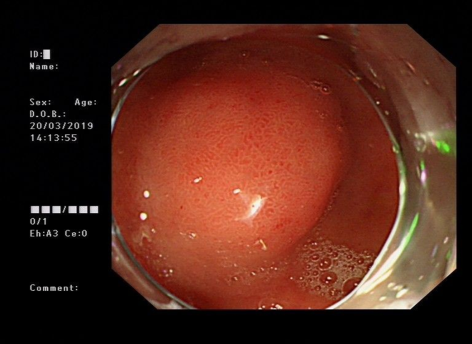 ID:
Name:
Sex: Age:
D.O.B.:
20/03/2019
14:13:55
■■■/■■■
0/1
Eh:A3 Ce:0
Comment: